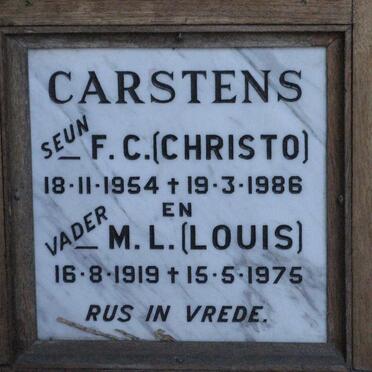 CARSTENS
SEUN - F. C. (CHRISTO)
18·11·1954 † 19·3·1986
EN
VADER - M. L. (LOUIS)
16·8·1919 † 15·5·1975
RUS IN VREDE.